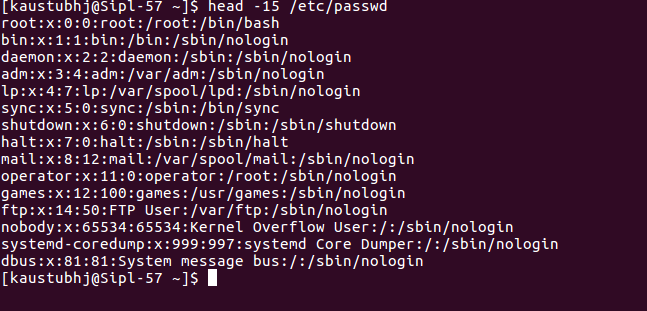 [kaustubhj@Sipl-57 ~]$ head -15 /etc/passwd
root:x:0:0:root:/root:/bin/bash
bin:x:1:1:bin:/bin:/sbin/nologin
daemon:x:2:2:daemon:/sbin:/sbin/nologin
adm:x:3:4:adm:/var/adm:/sbin/nologin
lp:x:4:7:lp:/var/spool/lpd:/sbin/nologin
sync:x:5:0:sync:/sbin:/bin/sync
shutdown:x:6:0:shutdown:/sbin:/sbin/shutdown
halt:x:7:0:halt:/sbin:/sbin/halt
mail:x:8:12:mail:/var/spool/mail:/sbin/nologin
operator:x:11:0:operator:/root:/sbin/nologin
games:x:12:100:games:/usr/games:/sbin/nologin
ftp:x:14:50:FTP User:/var/ftp:/sbin/nologin
nobody:x:65534:65534:Kernel Overflow User:/:/sbin/nologin
systemd-coredump:x:999:997:systemd Core Dumper:/:/sbin/nologin
dbus:x:81:81:System message bus:/:/sbin/nologin
[kaustubhj@Sipl-57 ~]$